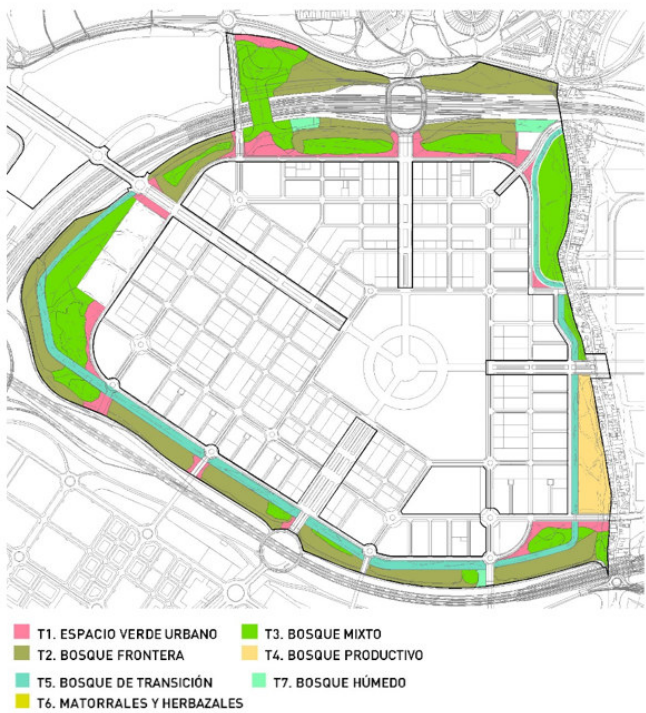 T1. ESPACIO VERDE URBANO
T3. BOSQUE MIXTO
T2. BOSQUE FRONTERA
T4. BOSQUE PRODUCTIVO
T5. BOSQUE DE TRANSICIÓN
T7. BOSQUE HÚMEDO
T6. MATORRALES Y HERBAZALES